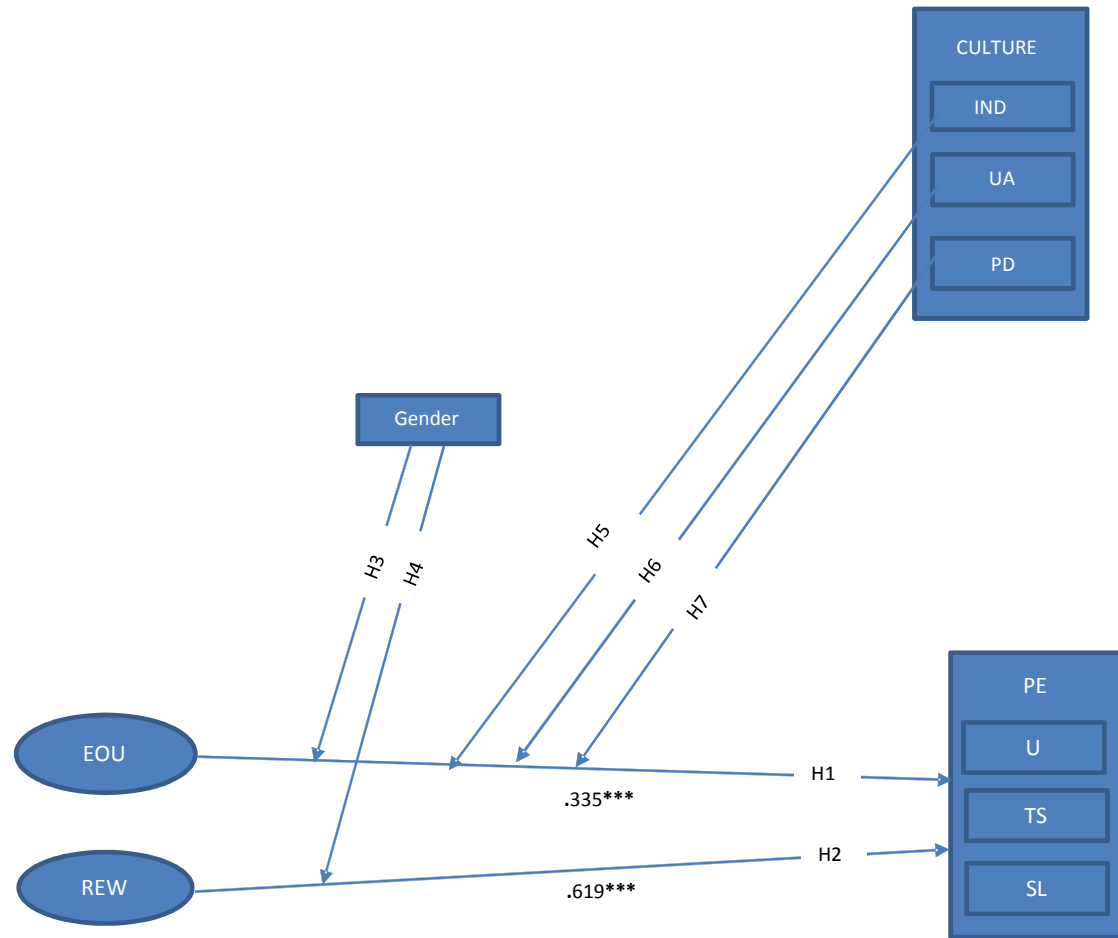 CULTURE
IND
UA
PD
Gender
H3
H4
H5
H6
H7
EOU
H1
.335***
REW
H2
.619***
PE
U
TS
SL